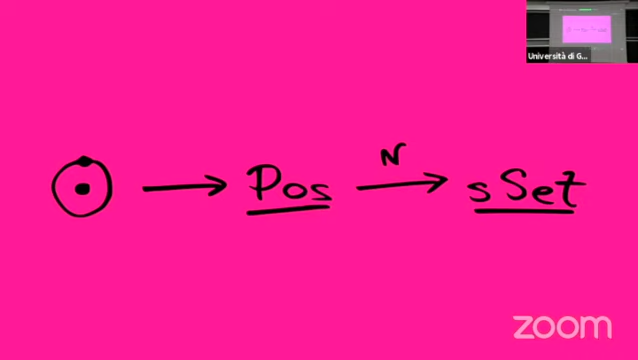 Università di G...
N
⊙ → Pos → sSet
zoom